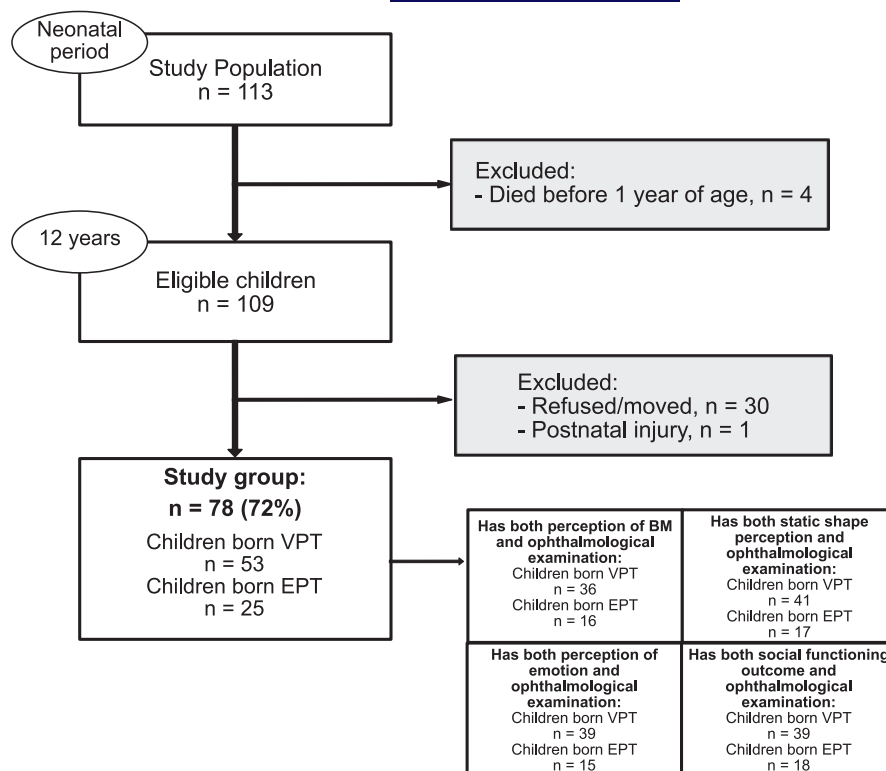 Neonatal
period
Study Population
n = 113
Excluded:
- Died before 1 year of age, n = 4
12 years
Eligible children
n = 109
Excluded:
- Refused/moved, n = 30
- Postnatal injury, n = 1
Study group:
n = 78 (72%)
Children born VPT
n = 53
Children born EPT
n = 25
Has both perception of BM
and ophthalmological
examination:
Children born VPT
n = 36
Children born EPT
n = 16
Has both static shape
perception and
ophthalmological
examination:
Children born VPT
n = 41
Children born EPT
n = 17
Has both perception of
emotion and
ophthalmological
examination:
Children born VPT
n = 39
Children born EPT
n = 15
Has both social functioning
outcome and
ophthalmological
examination:
Children born VPT
n = 39
Children born EPT
n = 18